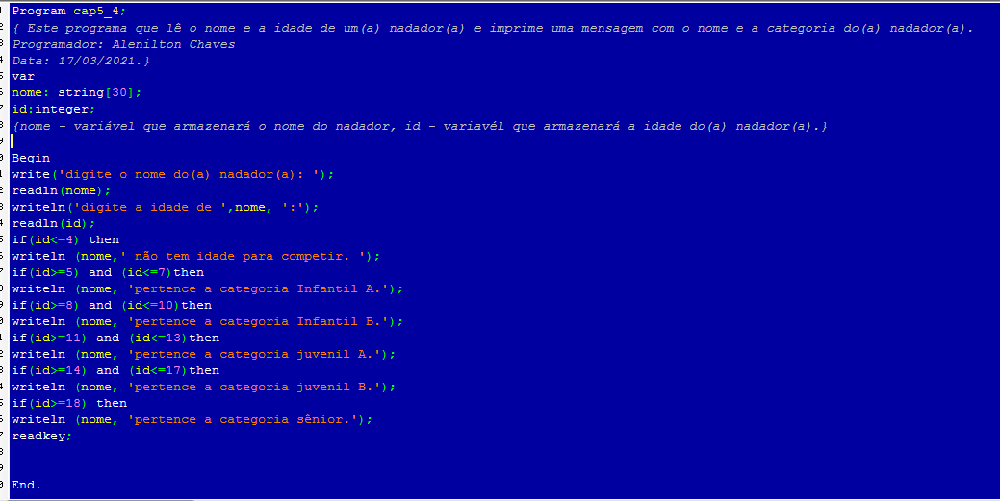 Program cap5_4;
{ Este programa que lê o nome e a idade de um(a) nadador(a) e imprime uma mensagem com o nome e a categoria do(a) nadador(a).
Programador: Alenilton Chaves
Data: 17/03/2021.}
var
nome: string[30];
id:integer;
{nome - variável que armazenará o nome do nadador, id - variavél que armazenará a idade do(a) nadador(a).}
Begin
write('digite o nome do(a) nadador(a): ');
readln(nome);
writeln('digite a idade de ',nome, ':');
readln(id);
if(id<=4) then
writeln (nome,' não tem idade para competir. ');
if(id>=5) and (id<=7)then
writeln (nome, 'pertence a categoria Infantil A.');
if(id>=8) and (id<=10)then
writeln (nome, 'pertence a categoria Infantil B.');
if(id>=11) and (id<=13)then
writeln (nome, 'pertence a categoria juvenil A.');
if(id>=14) and (id<=17)then
writeln (nome, 'pertence a categoria juvenil B.');
if(id>=18) then
writeln (nome, 'pertence a categoria sênior.');
readkey;
End.